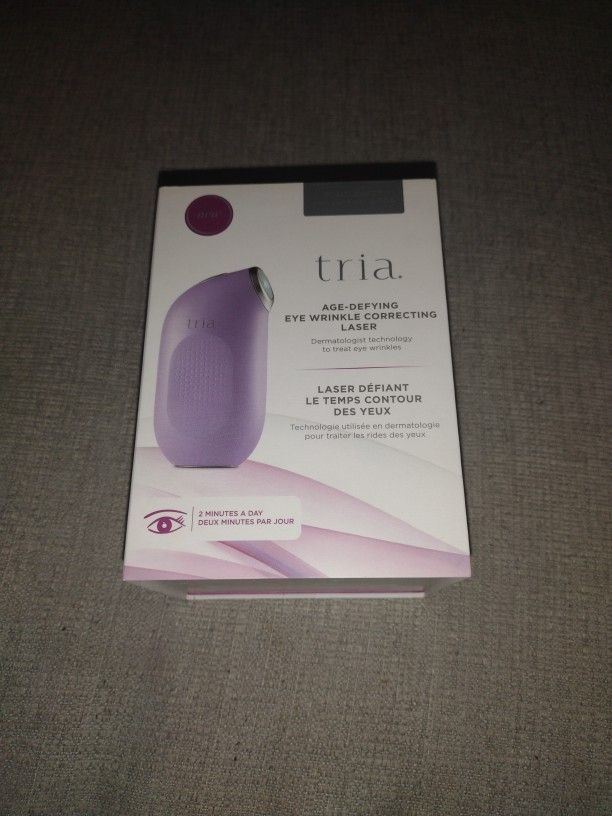 new
tria.
tria
AGE-DEFYING
EYE WRINKLE CORRECTING
LASER
Dermatologist technology
to treat eye wrinkles
LASER DÉFIANT
LE TEMPS CONTOUR
DES YEUX
Technologie utilisée en dermatologie
pour traiter les rides des yeux
2 MINUTES A DAY
DEUX MINUTES PAR JOUR